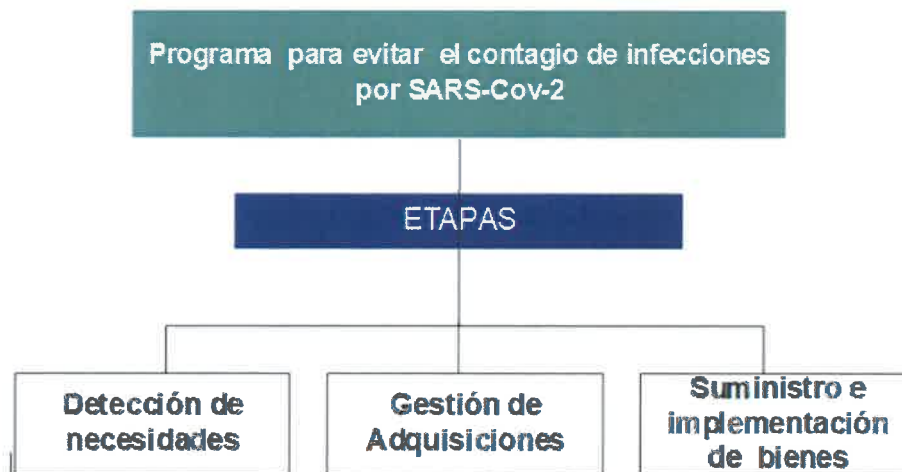 Programa para evitar el contagio de infecciones
por SARS-Cov-2
ETAPAS
Detección de
necesidades
Gestión de
Adquisiciones
Suministro e
implementación
de bienes